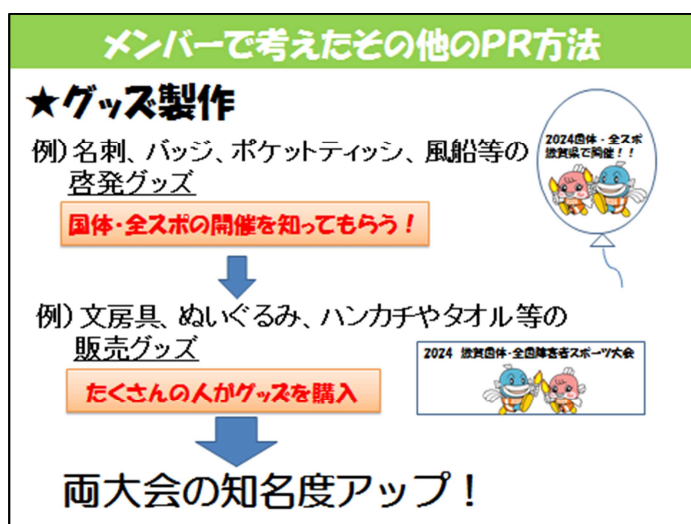 メンバーで考えたその他のPR方法
★グッズ製作
例）名刺、バッジ、ポケットティッシ、風船等の
啓発グッズ
2024国体・全スポ
滋賀県で開催！！
国体・全スポの開催を知ってもらう！
例）文房具、ぬいぐるみ、ハンカチやタオル等の
販売グッズ
2024 滋賀国体・全国障害者スポーツ大会
たくさんの人がグッズを購入
両大会の知名度アップ！